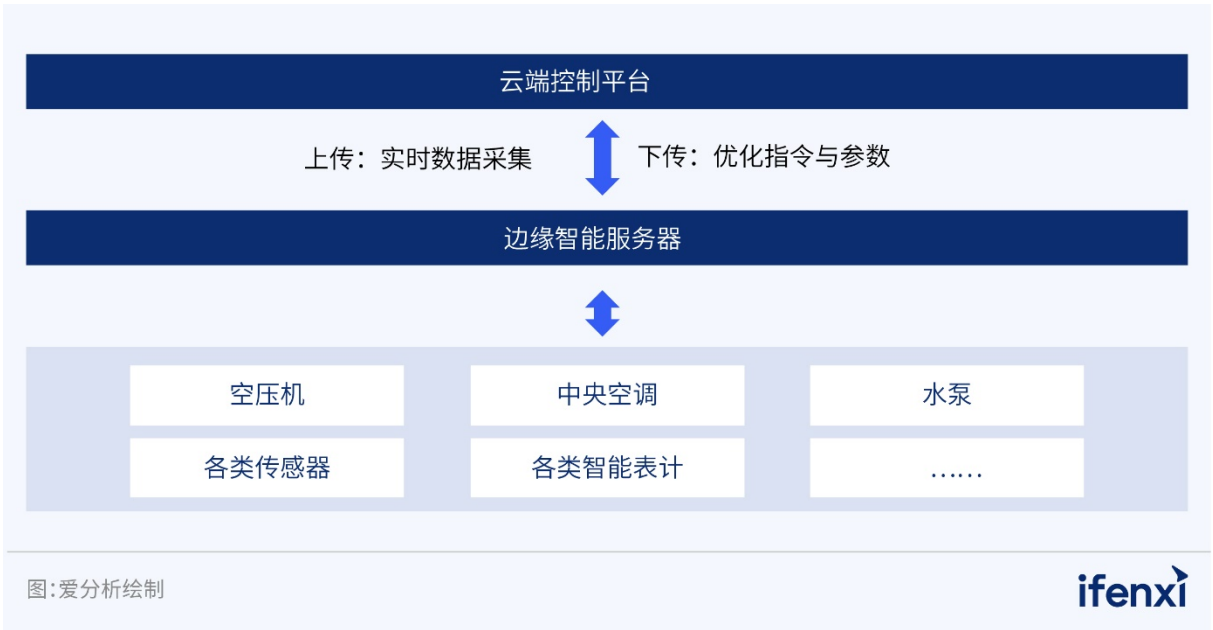 云端控制平台
上传：实时数据采集 下传：优化指令与参数
边缘智能服务器
空压机 中央空调 水泵
各类传感器 各类智能表计 ……
图:爱分析绘制 ifenxi